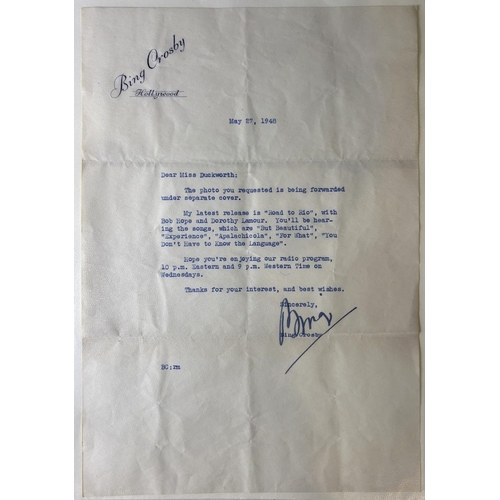 Bing Crosby
Hollywood
May 27, 1948
Dear Miss Duckworth:
The photo you requested is being forwarded
under separate cover.
My latest release is "Road to Rio", with
Bob Hope and Dorothy Lamour. You'll be hear-
ing the songs, which are "But Beautiful",
"Experience", "Apalachicola", "For What", "You
Don't Have to Know the Language".
Hope you're enjoying our radio program,
10 p.m. Eastern and 9 p.m. Western Time on
Wednesdays.
Thanks for your interest, and best wishes.
Sincerely,
Bing
Bing Crosby
BC:rm